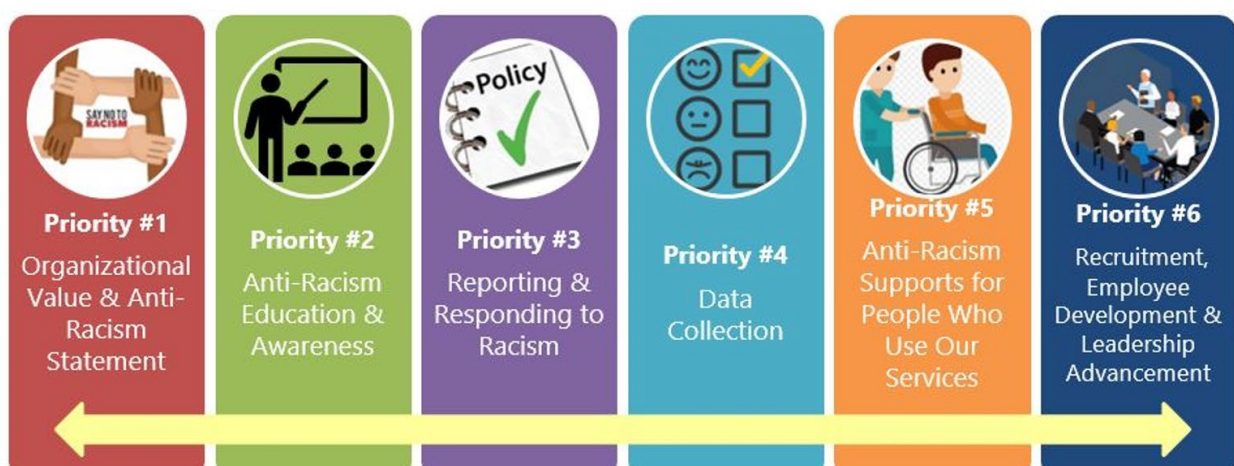 SAY NO TO
RACISM
Priority #1
Organizational
Value & Anti-
Racism
Statement
Priority #2
Anti-Racism
Education &
Awareness
Policy
Priority #3
Reporting &
Responding to
Racism
Priority #4
Data
Collection
Priority #5
Anti-Racism
Supports for
People Who
Use Our
Services
Priority #6
Recruitment,
Employee
Development &
Leadership
Advancement